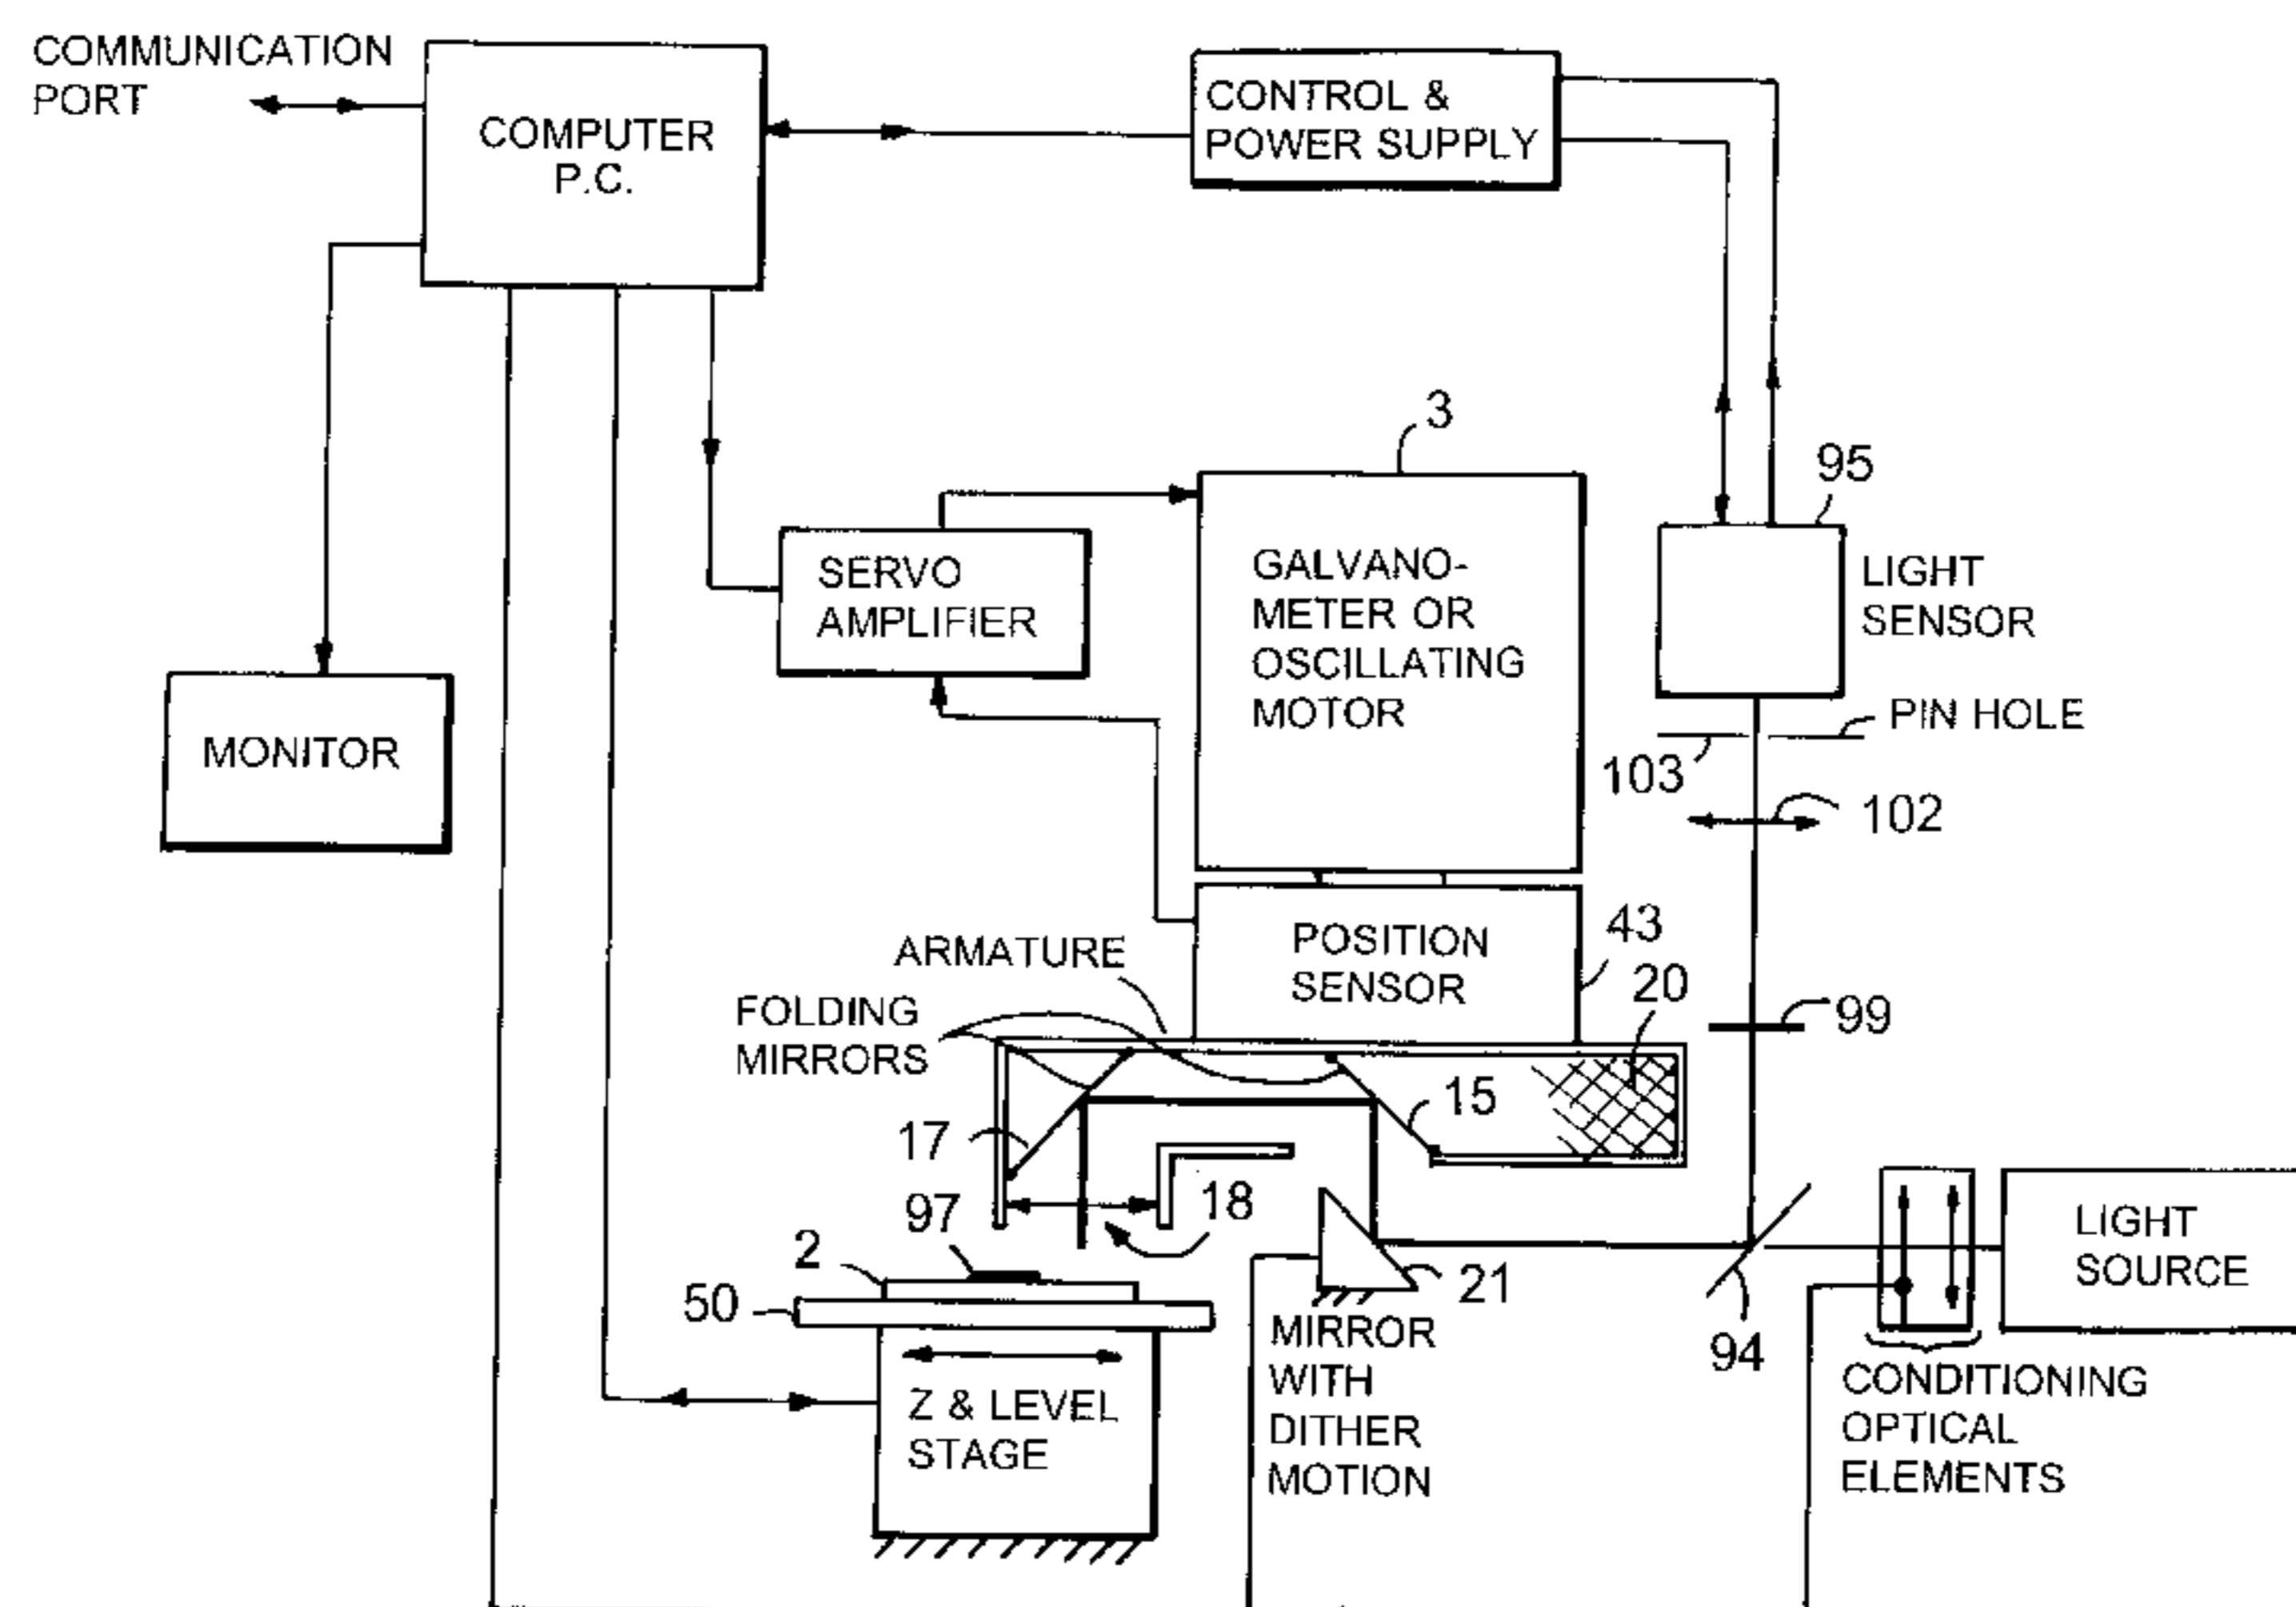 COMMUNICATION
PORT
COMPUTER
P.C.
CONTROL &
POWER SUPPLY
3
95
SERVO
AMPLIFIER
GALVANO-
METER OR
OSCILLATING
MOTOR
LIGHT
SENSOR
MONITOR
PIN HOLE
103
102
ARMATURE
POSITION
SENSOR
43
20
FOLDING
MIRRORS
99
17
15
97
18
2
50
21
94
LIGHT
SOURCE
Z & LEVEL
STAGE
MIRROR
WITH
DITHER
MOTION
CONDITIONING
OPTICAL
ELEMENTS